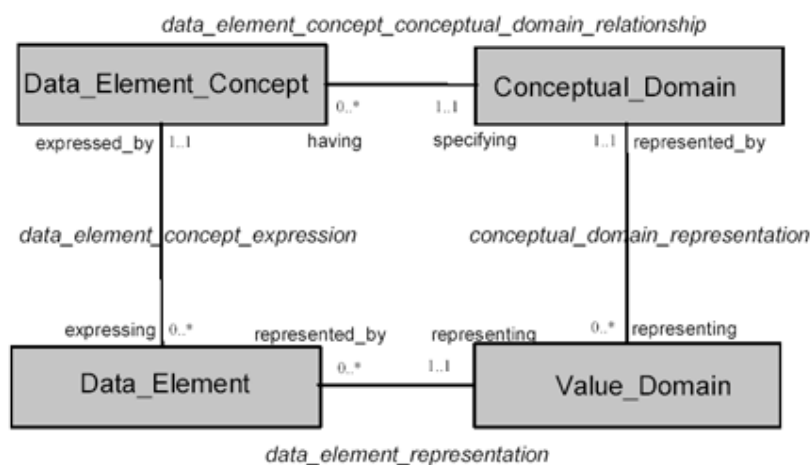 data_element_concept_conceptual_domain_relationship
Data_Element_Concept
Conceptual_Domain
0..*
1..1
expressed_by
1..1
having
specifying
1..1
represented_by
data_element_concept_expression
conceptual_domain_representation
expressing
0..*
represented_by
representing
0..*
representing
Data_Element
0..*
1..1
Value_Domain
data_element_representation